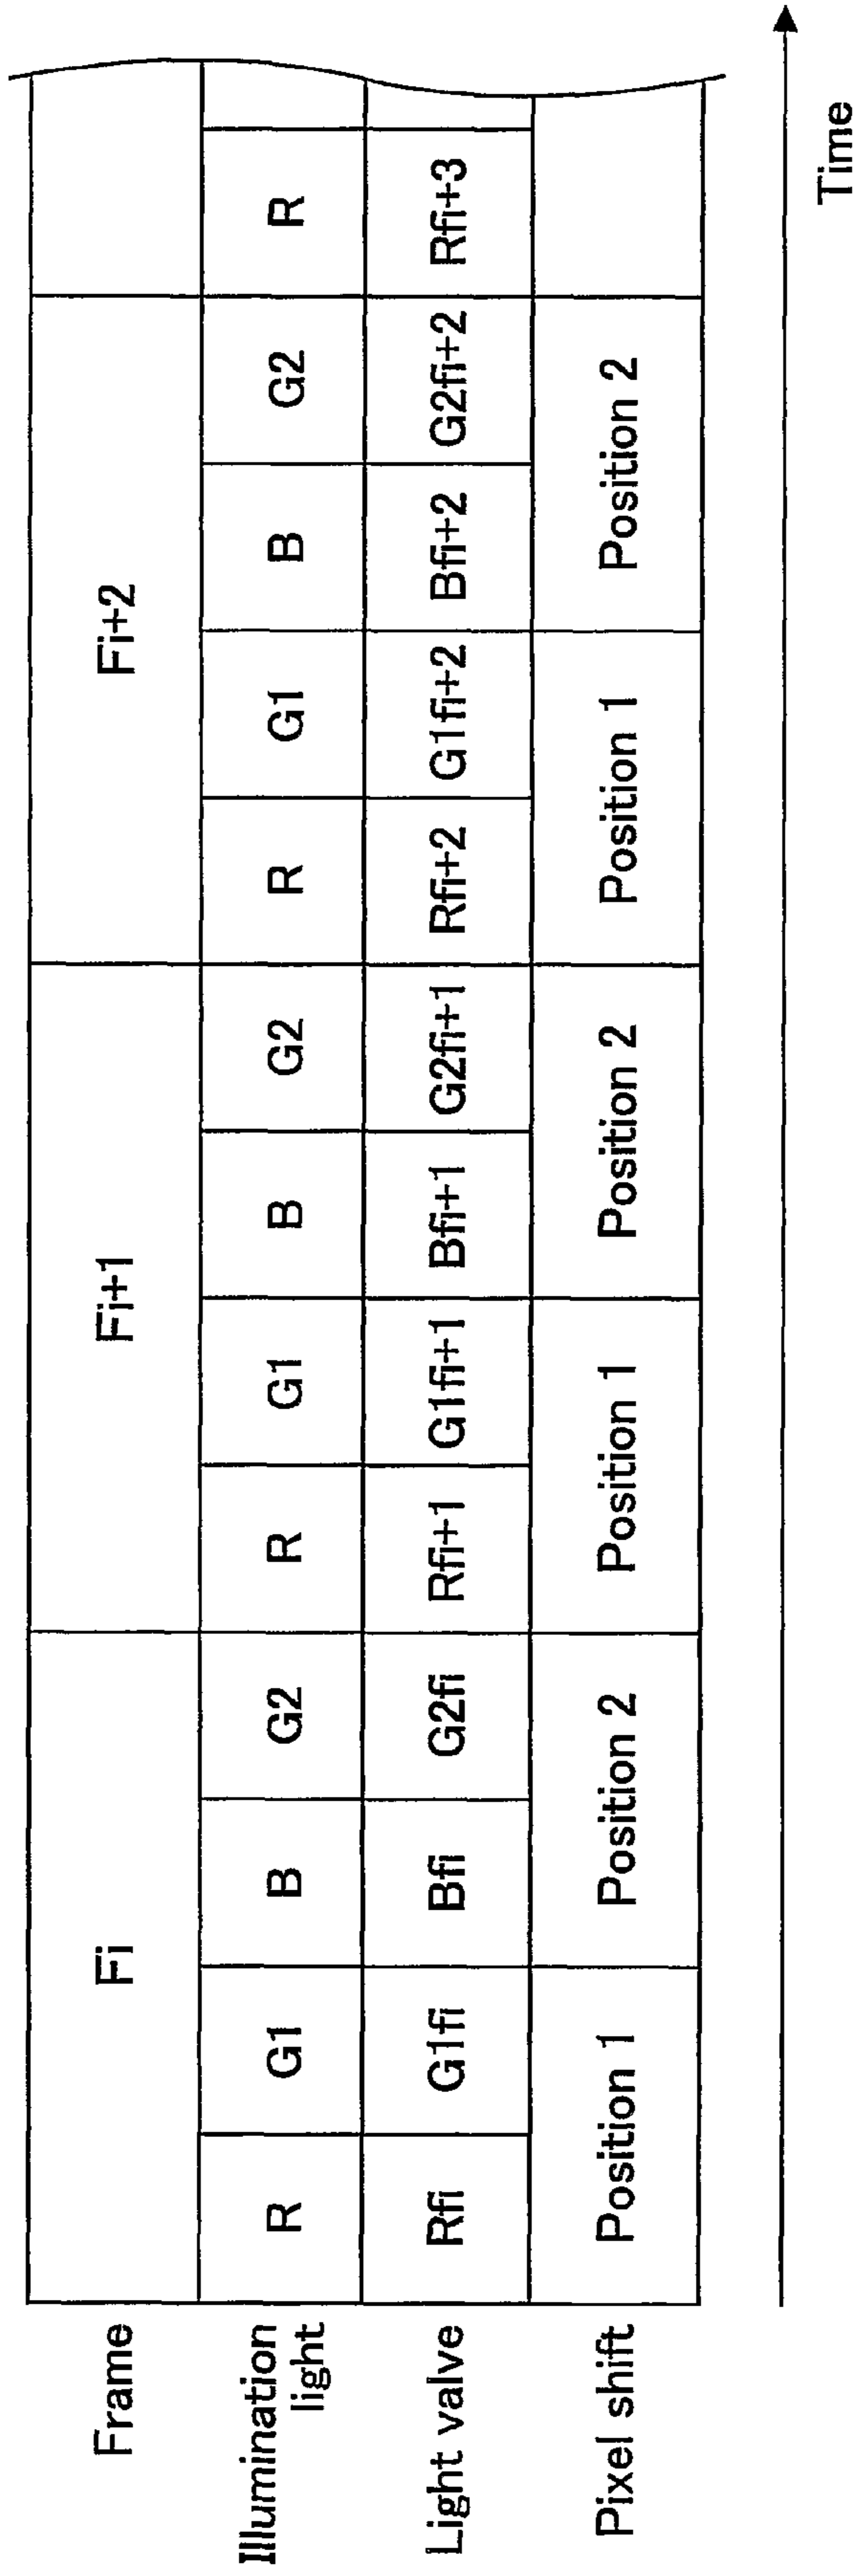 Frame
Fi
Fi+1
Fi+2
Illumination
light
R
G1
B
G2
R
G1
B
G2
R
G1
B
G2
R
Light valve
Rfi
G1fi
Bfi
G2fi
Rfi+1
G1fi+1
Bfi+1
G2fi+1
Rfi+2
G1fi+2
Bfi+2
G2fi+2
Rfi+3
Pixel shift
Position 1
Position 2
Position 1
Position 2
Position 1
Position 2
Time